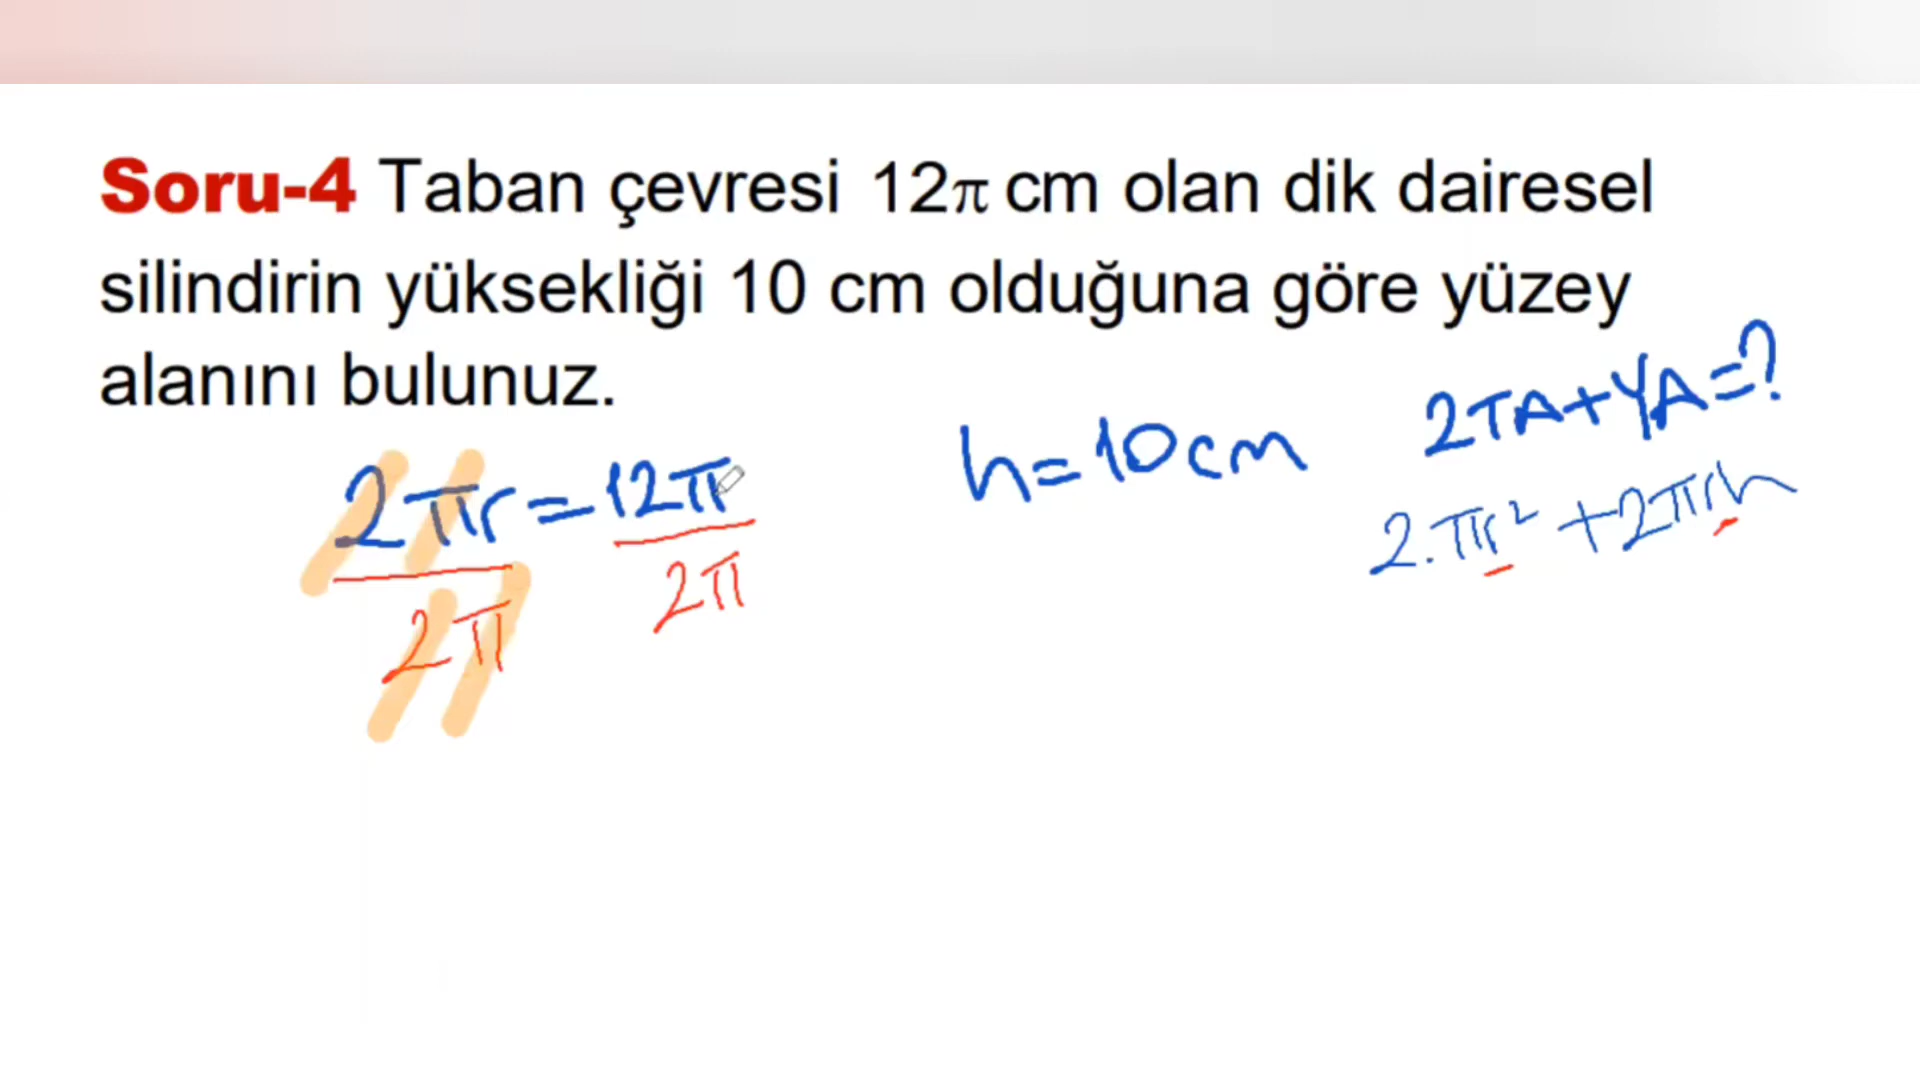 Soru-4 Taban çevresi 12π cm olan dik dairesel
silindirin yüksekliği 10 cm olduğuna göre yüzey
alanını bulunuz.
2TA+YA=?
h=10cm
2πr=12π
2.πr²+2πrh
2π
2π